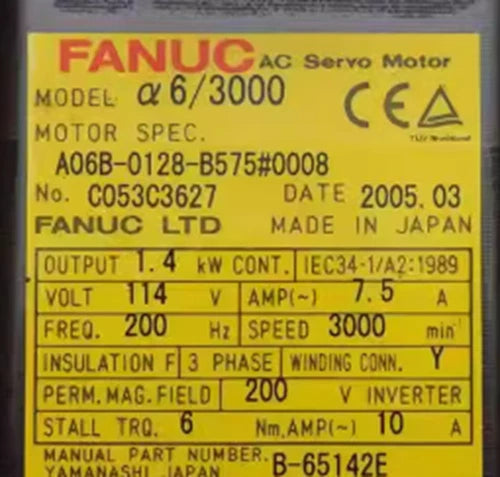 FANUC AC Servo Motor
MODEL α6/3000
CE
MOTOR SPEC.
A06B-0128-B575#0008
No. C053C3627 DATE 2005.03
FANUC LTD MADE IN JAPAN
OUTPUT 1.4 kW CONT. IEC34-1/A2:1989
VOLT 114 V AMP(~) 7.5 A
FREQ. 200 Hz SPEED 3000 min⁻¹
INSULATION F 3 PHASE WINDING CONN. Y
PERM.MAG.FIELD 200 V INVERTER
STALL TRQ. 6 Nm,AMP(~) 10 A
MANUAL PART NUMBER. B-65142E
YAMANASHI JAPAN